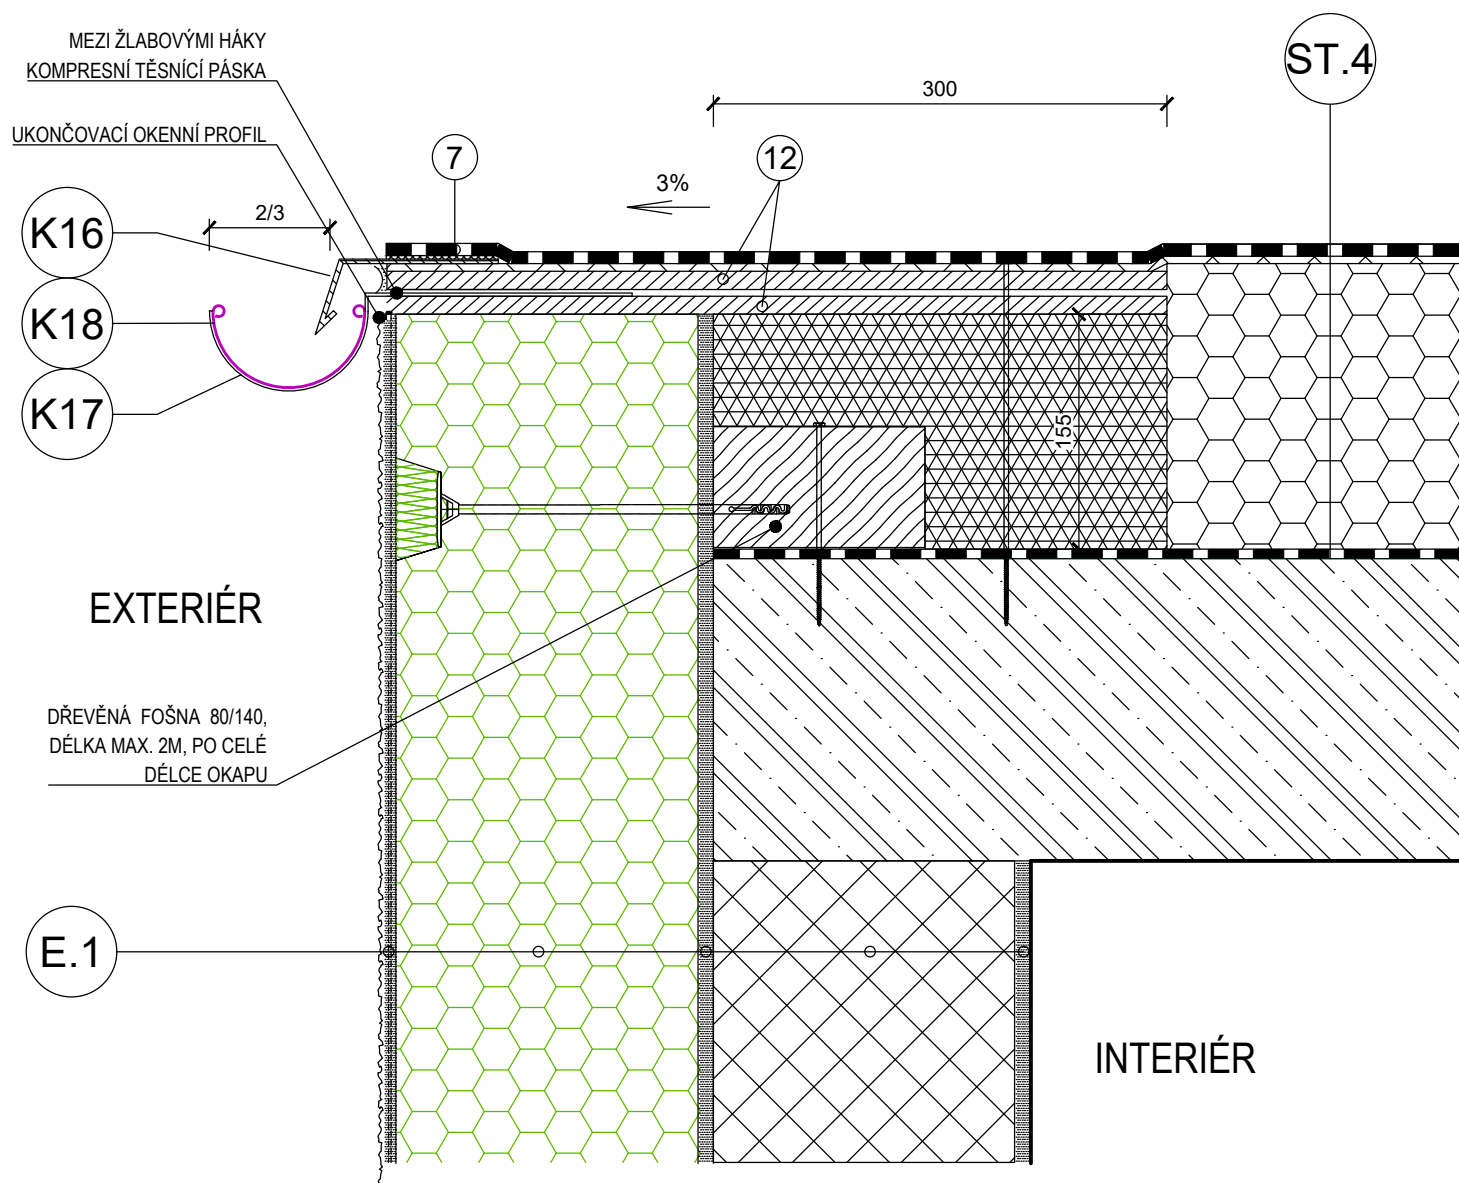 MEZI ŽLABOVÝMI HÁKY
KOMPRESNÍ TĚSNÍCÍ PÁSKA
UKONČOVACÍ OKENNÍ PROFIL
ST.4
300
7
12
3%
2/3
K16
K18
K17
155
EXTERIÉR
DŘEVĚNÁ FOŠNA 80/140,
DÉLKA MAX. 2M, PO CELÉ
DÉLCE OKAPU
E.1
INTERIÉR